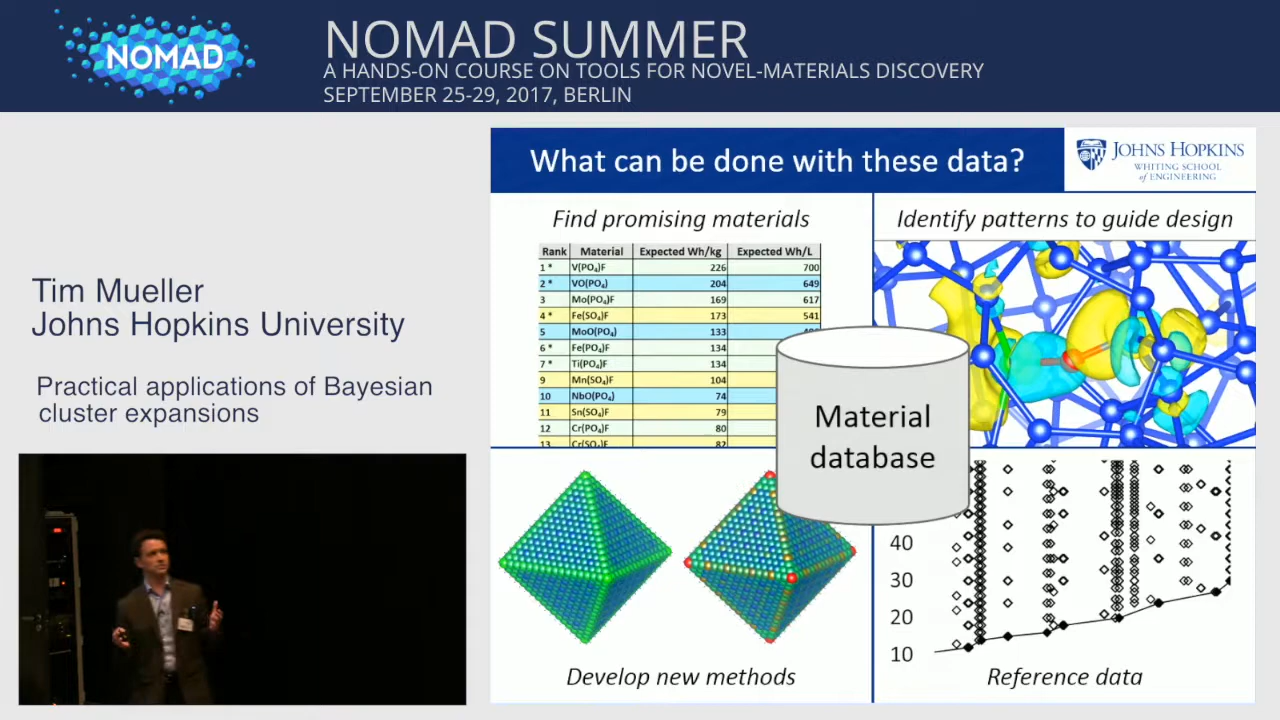 NOMAD
NOMAD SUMMER
A HANDS-ON COURSE ON TOOLS FOR NOVEL-MATERIALS DISCOVERY
SEPTEMBER 25-29, 2017, BERLIN
Tim Mueller
Johns Hopkins University
Practical applications of Bayesian
cluster expansions
What can be done with these data?
JOHNS HOPKINS
WHITING SCHOOL
of ENGINEERING
Find promising materials
Rank Material Expected Wh/kg Expected Wh/L
1 * V(PO₄)F 226 700
2 * VO(PO₄) 204 649
3 Mo(PO₄)F 169 617
4 * Fe(SO₄)F 173 541
5 MoO(PO₄) 133
6 * Fe(PO₄)F 134
7 * Ti(PO₄)F 134
9 Mn(SO₄)F 104
10 NbO(PO₄) 74
11 Sn(SO₄)F 79
12 Cr(PO₄)F 80
13 Cr(SO₄)F 82
Identify patterns to guide design
Material
database
Develop new methods
40
30
20
10
Reference data